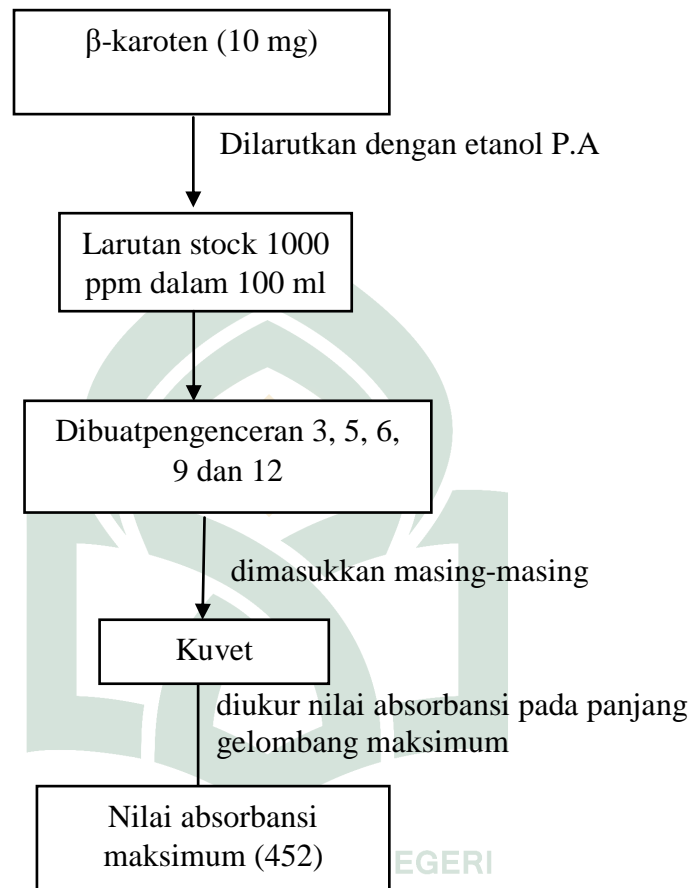 β-karoten (10 mg)
Dilarutkan dengan etanol P.A
Larutan stock 1000
ppm dalam 100 ml
Dibuatpengenceran 3, 5, 6,
9 dan 12
dimasukkan masing-masing
Kuvet
diukur nilai absorbansi pada panjang
gelombang maksimum
Nilai absorbansi
maksimum (452)
EGERI